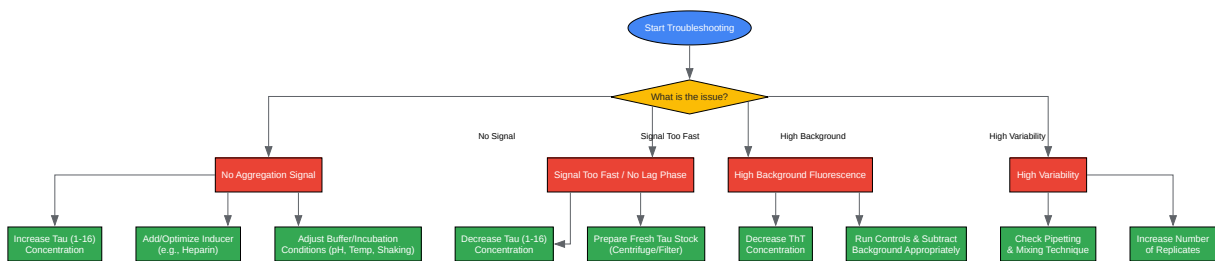 Start Troubleshooting
What is the issue?
No Signal
Signal Too Fast
High Background
High Variability
No Aggregation Signal
Signal Too Fast / No Lag Phase
High Background Fluorescence
High Variability
Increase Tau (1-16)
Concentration
Add/Optimize Inducer
(e.g., Heparin)
Adjust Buffer/Incubation
Conditions (pH, Temp, Shaking)
Decrease Tau (1-16)
Concentration
Prepare Fresh Tau Stock
(Centrifuge/Filter)
Decrease ThT
Concentration
Run Controls & Subtract
Background Appropriately
Check Pipetting
& Mixing Technique
Increase Number
of Replicates